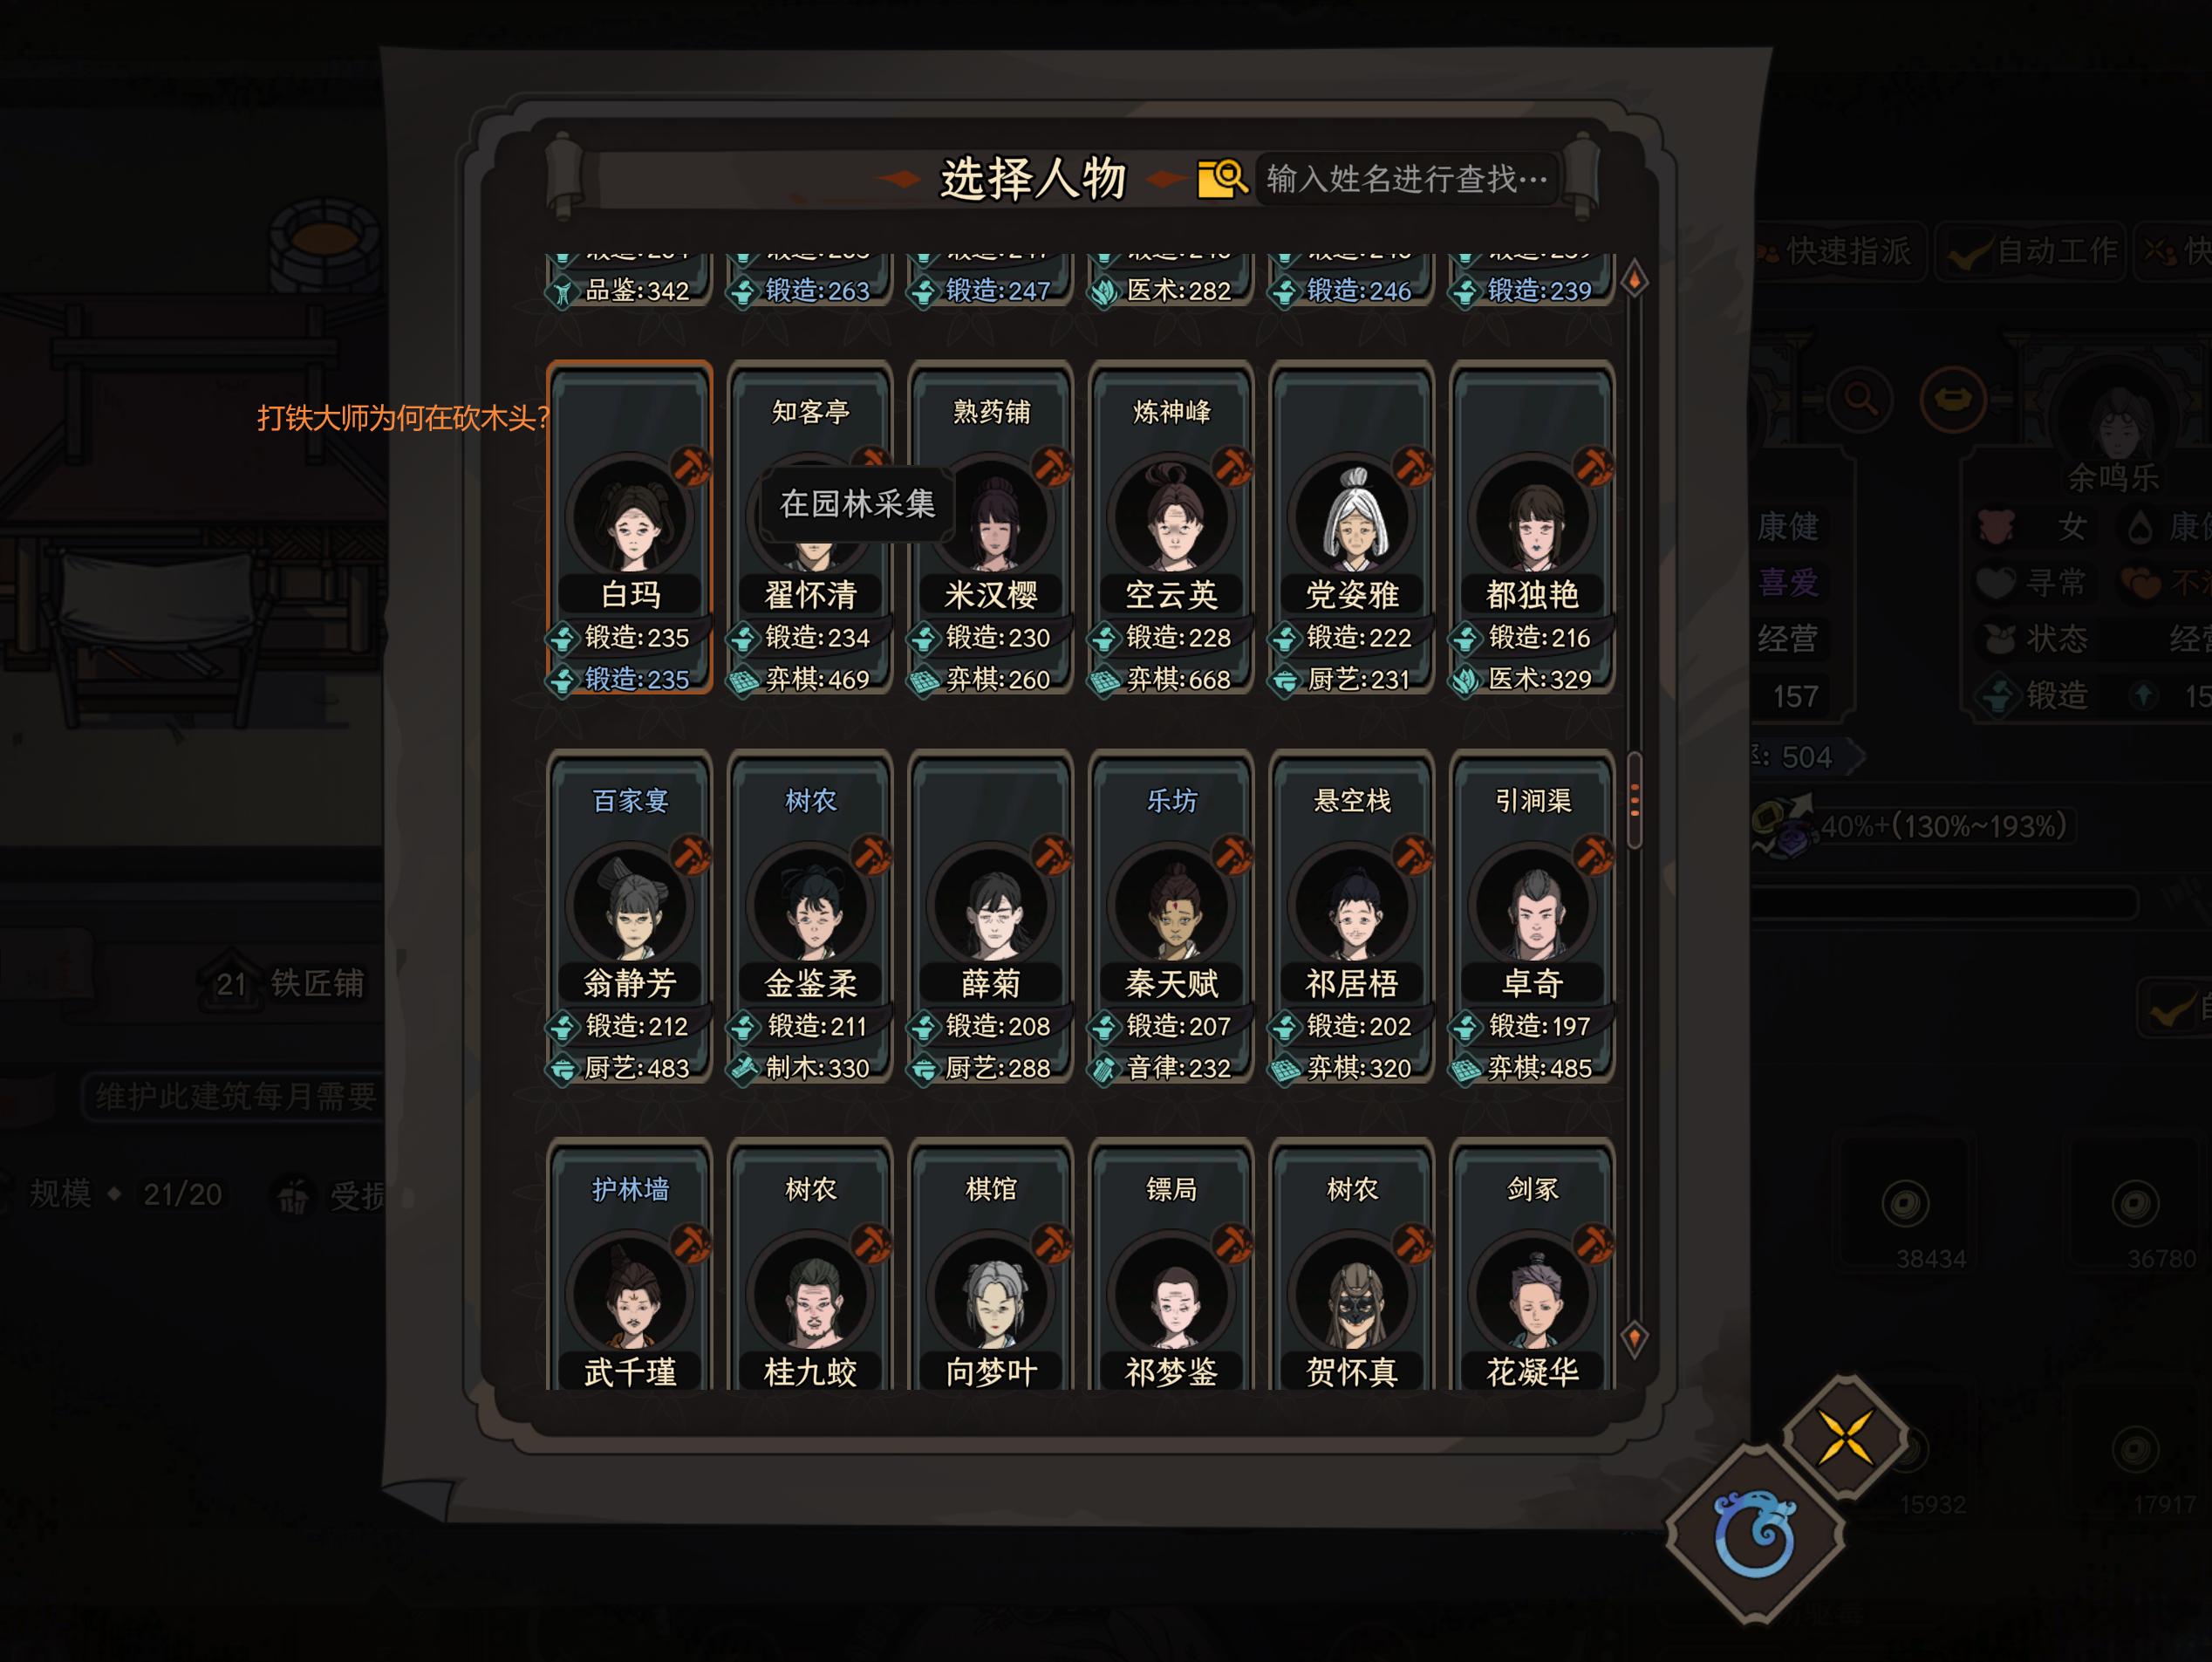 选择人物
输入姓名进行查找…
快速指派
自动工作
快
品鉴:342
锻造:263
锻造:247
医术:282
锻造:246
锻造:239
打铁大师为何在砍木头?
知客亭
熟药铺
炼神峰
在园林采集
白玛
翟怀清
米汉樱
空云英
党姿雅
都独艳
锻造:235
锻造:234
锻造:230
锻造:228
锻造:222
锻造:216
锻造:235
弈棋:469
弈棋:260
弈棋:668
厨艺:231
医术:329
余鸣乐
康健
女
康健
喜爱
寻常
经营
状态
157
锻造
504
40%+(130%~193%)
百家宴
树农
乐坊
悬空栈
引涧渠
翁静芳
金鉴柔
薛菊
秦天赋
祁居梧
卓奇
锻造:212
锻造:211
锻造:208
锻造:207
锻造:202
锻造:197
厨艺:483
制木:330
厨艺:288
音律:232
弈棋:320
弈棋:485
21
铁匠铺
维护此建筑每月需要
规模
21/20
受损
护林墙
树农
棋馆
镖局
树农
剑冢
武千瑾
桂九蛟
向梦叶
祁梦鉴
贺怀真
花凝华
38434
36780
15932
17917